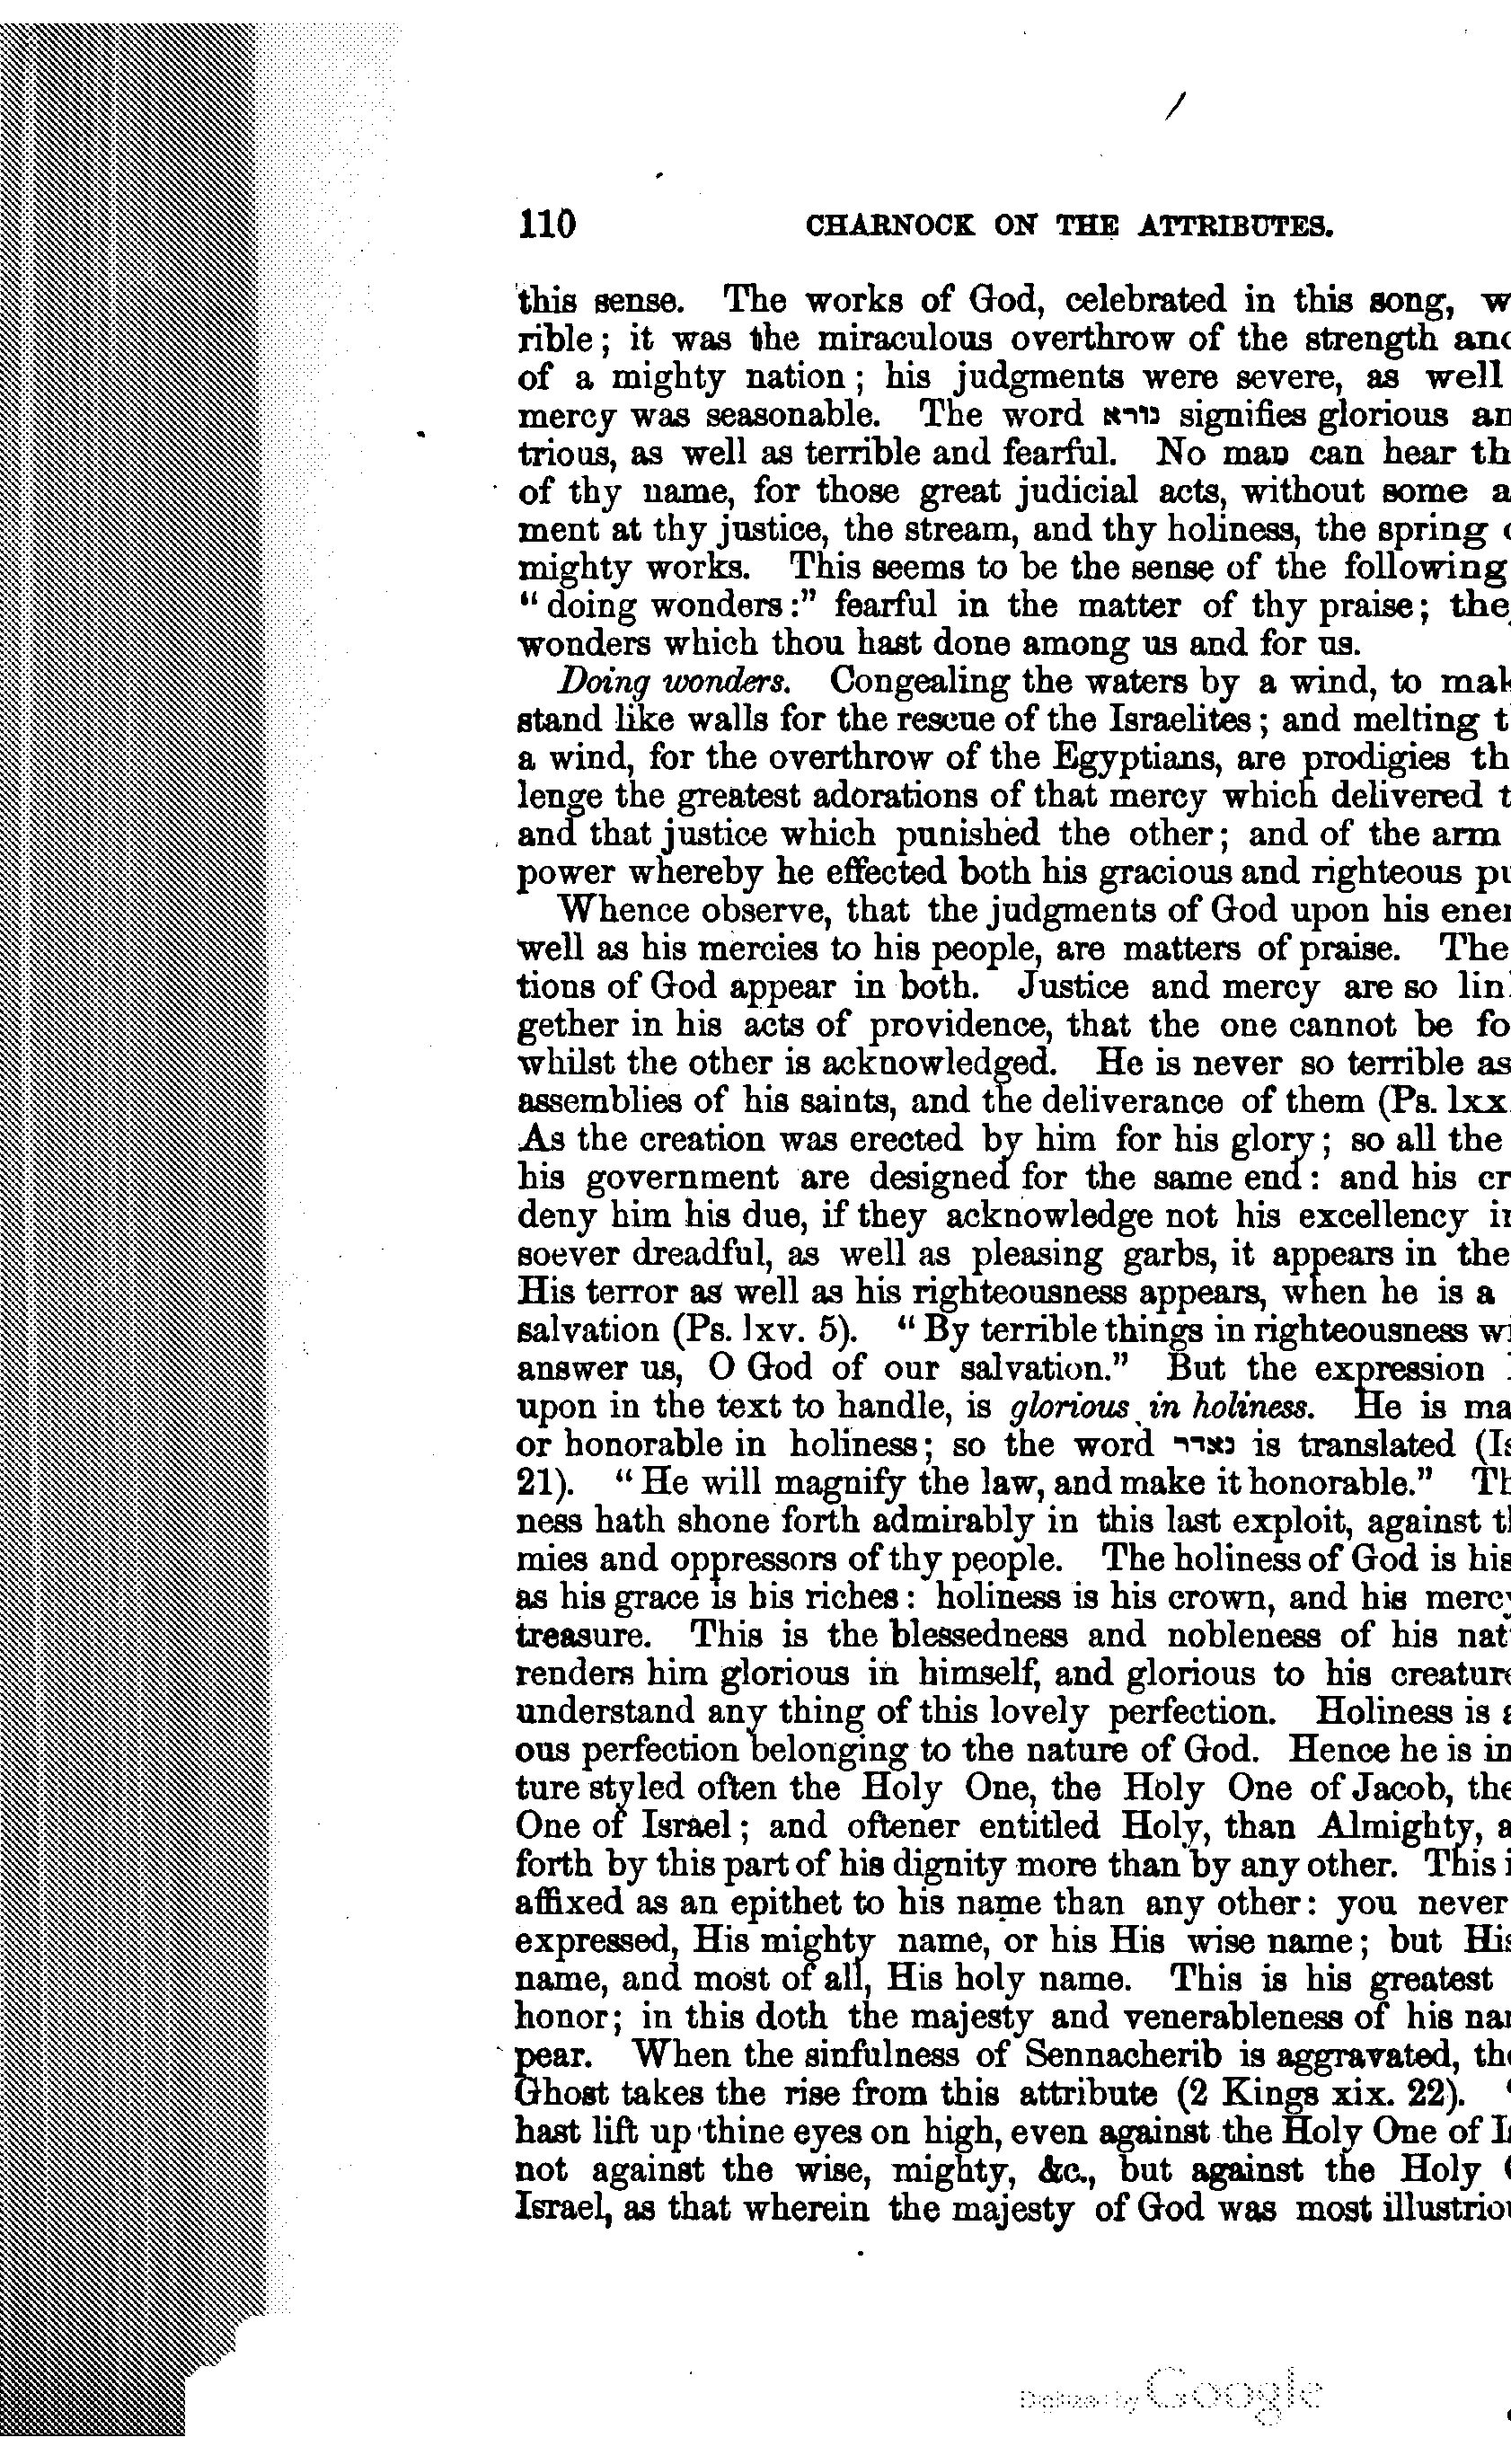 110 CHARNOCK ON THE ATTRIBUTES.
this sense. The works of God, celebrated in this song, w
rible; it was the miraculous overthrow of the strength and
of a mighty nation; his judgments were severe, as well
mercy was seasonable. The word נורא signifies glorious an
trious, as well as terrible and fearful. No man can hear th
of thy name, for those great judicial acts, without some a
ment at thy justice, the stream, and thy holiness, the spring o
mighty works. This seems to be the sense of the following
“doing wonders:” fearful in the matter of thy praise; the
wonders which thou hast done among us and for us.
Doing wonders. Congealing the waters by a wind, to mak
stand like walls for the rescue of the Israelites; and melting t
a wind, for the overthrow of the Egyptians, are prodigies th
lenge the greatest adorations of that mercy which delivered t
and that justice which punished the other; and of the arm
power whereby he effected both his gracious and righteous pu
Whence observe, that the judgments of God upon his ene
well as his mercies to his people, are matters of praise. The
tions of God appear in both. Justice and mercy are so lin
gether in his acts of providence, that the one cannot be fo
whilst the other is acknowledged. He is never so terrible as
assemblies of his saints, and the deliverance of them (Ps. lxx
As the creation was erected by him for his glory; so all the
his government are designed for the same end: and his cr
deny him his due, if they acknowledge not his excellency in
soever dreadful, as well as pleasing garbs, it appears in the
His terror as well as his righteousness appears, when he is a
salvation (Ps. lxv. 5). “By terrible things in righteousness wi
answer us, O God of our salvation.” But the expression
upon in the text to handle, is glorious in holiness. He is ma
or honorable in holiness; so the word נאדר is translated (Is
21). “He will magnify the law, and make it honorable.” Th
ness hath shone forth admirably in this last exploit, against th
mies and oppressors of thy people. The holiness of God is his
as his grace is his riches: holiness is his crown, and his mercy
treasure. This is the blessedness and nobleness of his nat
renders him glorious in himself, and glorious to his creature
understand any thing of this lovely perfection. Holiness is a
ous perfection belonging to the nature of God. Hence he is in
ture styled often the Holy One, the Holy One of Jacob, the
One of Israel; and oftener entitled Holy, than Almighty, a
forth by this part of his dignity more than by any other. This i
affixed as an epithet to his name than any other: you never
expressed, His mighty name, or his His wise name; but His
name, and most of all, His holy name. This is his greatest
honor; in this doth the majesty and venerableness of his nam
pear. When the sinfulness of Sennacherib is aggravated, the
Ghost takes the rise from this attribute (2 Kings xix. 22). “
hast lift up thine eyes on high, even against the Holy One of I
not against the wise, mighty, &c., but against the Holy O
Israel, as that wherein the majesty of God was most illustriou
Digitized by Google